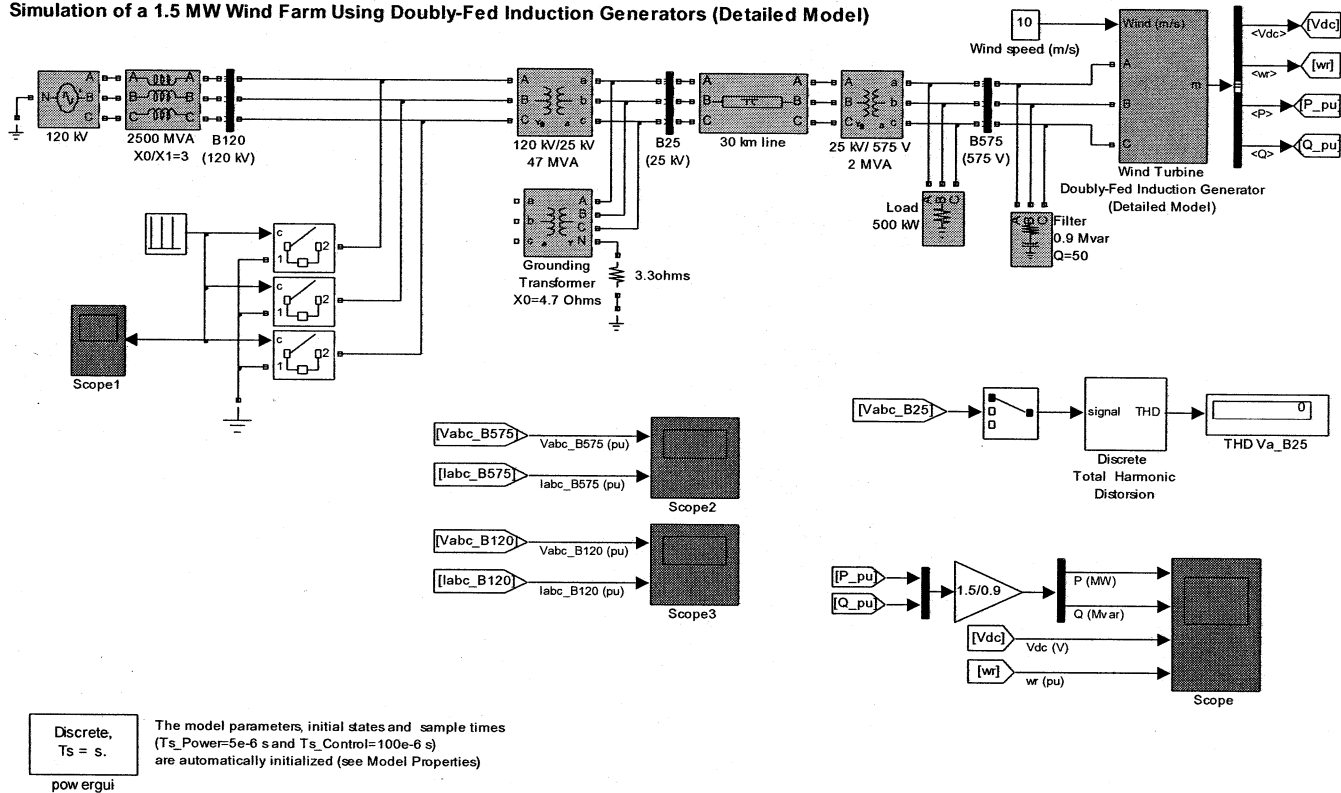 Simulation of a 1.5 MW Wind Farm Using Doubly-Fed Induction Generators (Detailed Model)
10
Wind speed (m/s)
Wind (m/s)
A
B
C
m
<Vdc>
<wr>
<P>
<Q>
[Vdc]
[wr]
[P_pu]
[Q_pu]
Wind Turbine
Doubly-Fed Induction Generator
(Detailed Model)
N
A
B
C
120 kV
A A
B B
C C
2500 MVA
X0/X1=3
B120
(120 kV)
A a
B b
C c
120 kV/25 kV
47 MVA
B25
(25 kV)
A A
B B
C C
30 km line
A a
B b
C c
25 kV/ 575 V
2 MVA
B575
(575 V)
A B C
Load
500 kW
A B C
Filter
0.9 Mvar
Q=50
a A
b B
c C
N
Grounding
Transformer
X0=4.7 Ohms
3.3ohms
c
1 2
c
1 2
c
1 2
Scope1
[Vabc_B575]
Vabc_B575 (pu)
[Iabc_B575]
Iabc_B575 (pu)
Scope2
[Vabc_B120]
Vabc_B120 (pu)
[Iabc_B120]
Iabc_B120 (pu)
Scope3
[Vabc_B25]
signal THD
0
THD Va_B25
Discrete
Total Harmonic
Distorsion
[P_pu]
[Q_pu]
1.5/0.9
P (MW)
Q (Mvar)
[Vdc]
Vdc (V)
[wr]
wr (pu)
Scope
Discrete,
Ts = s.
powergui
The model parameters, initial states and sample times
(Ts_Power=5e-6 s and Ts_Control=100e-6 s)
are automatically initialized (see Model Properties)